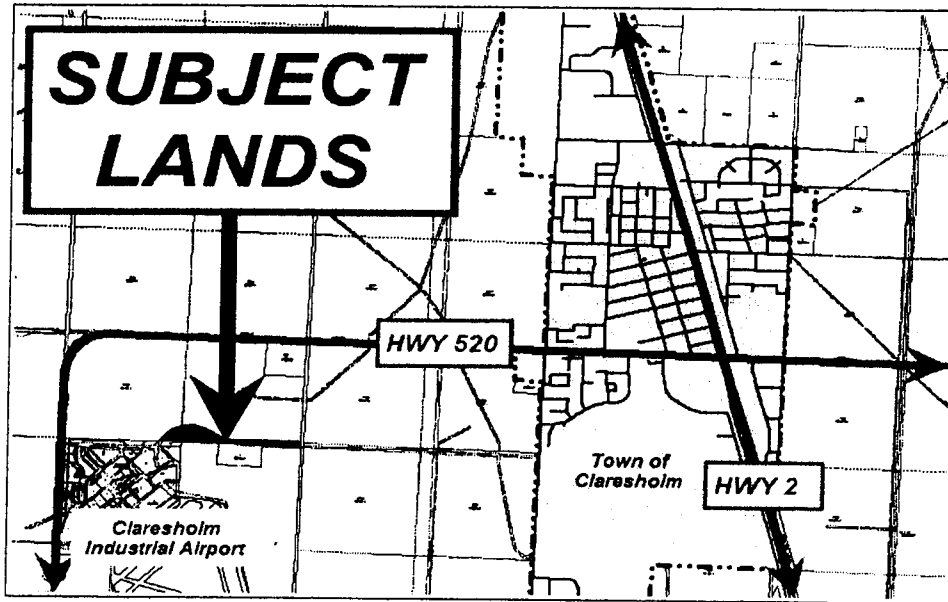 SUBJECT
LANDS
HWY 520
Town of
Claresholm
HWY 2
Claresholm
Industrial Airport